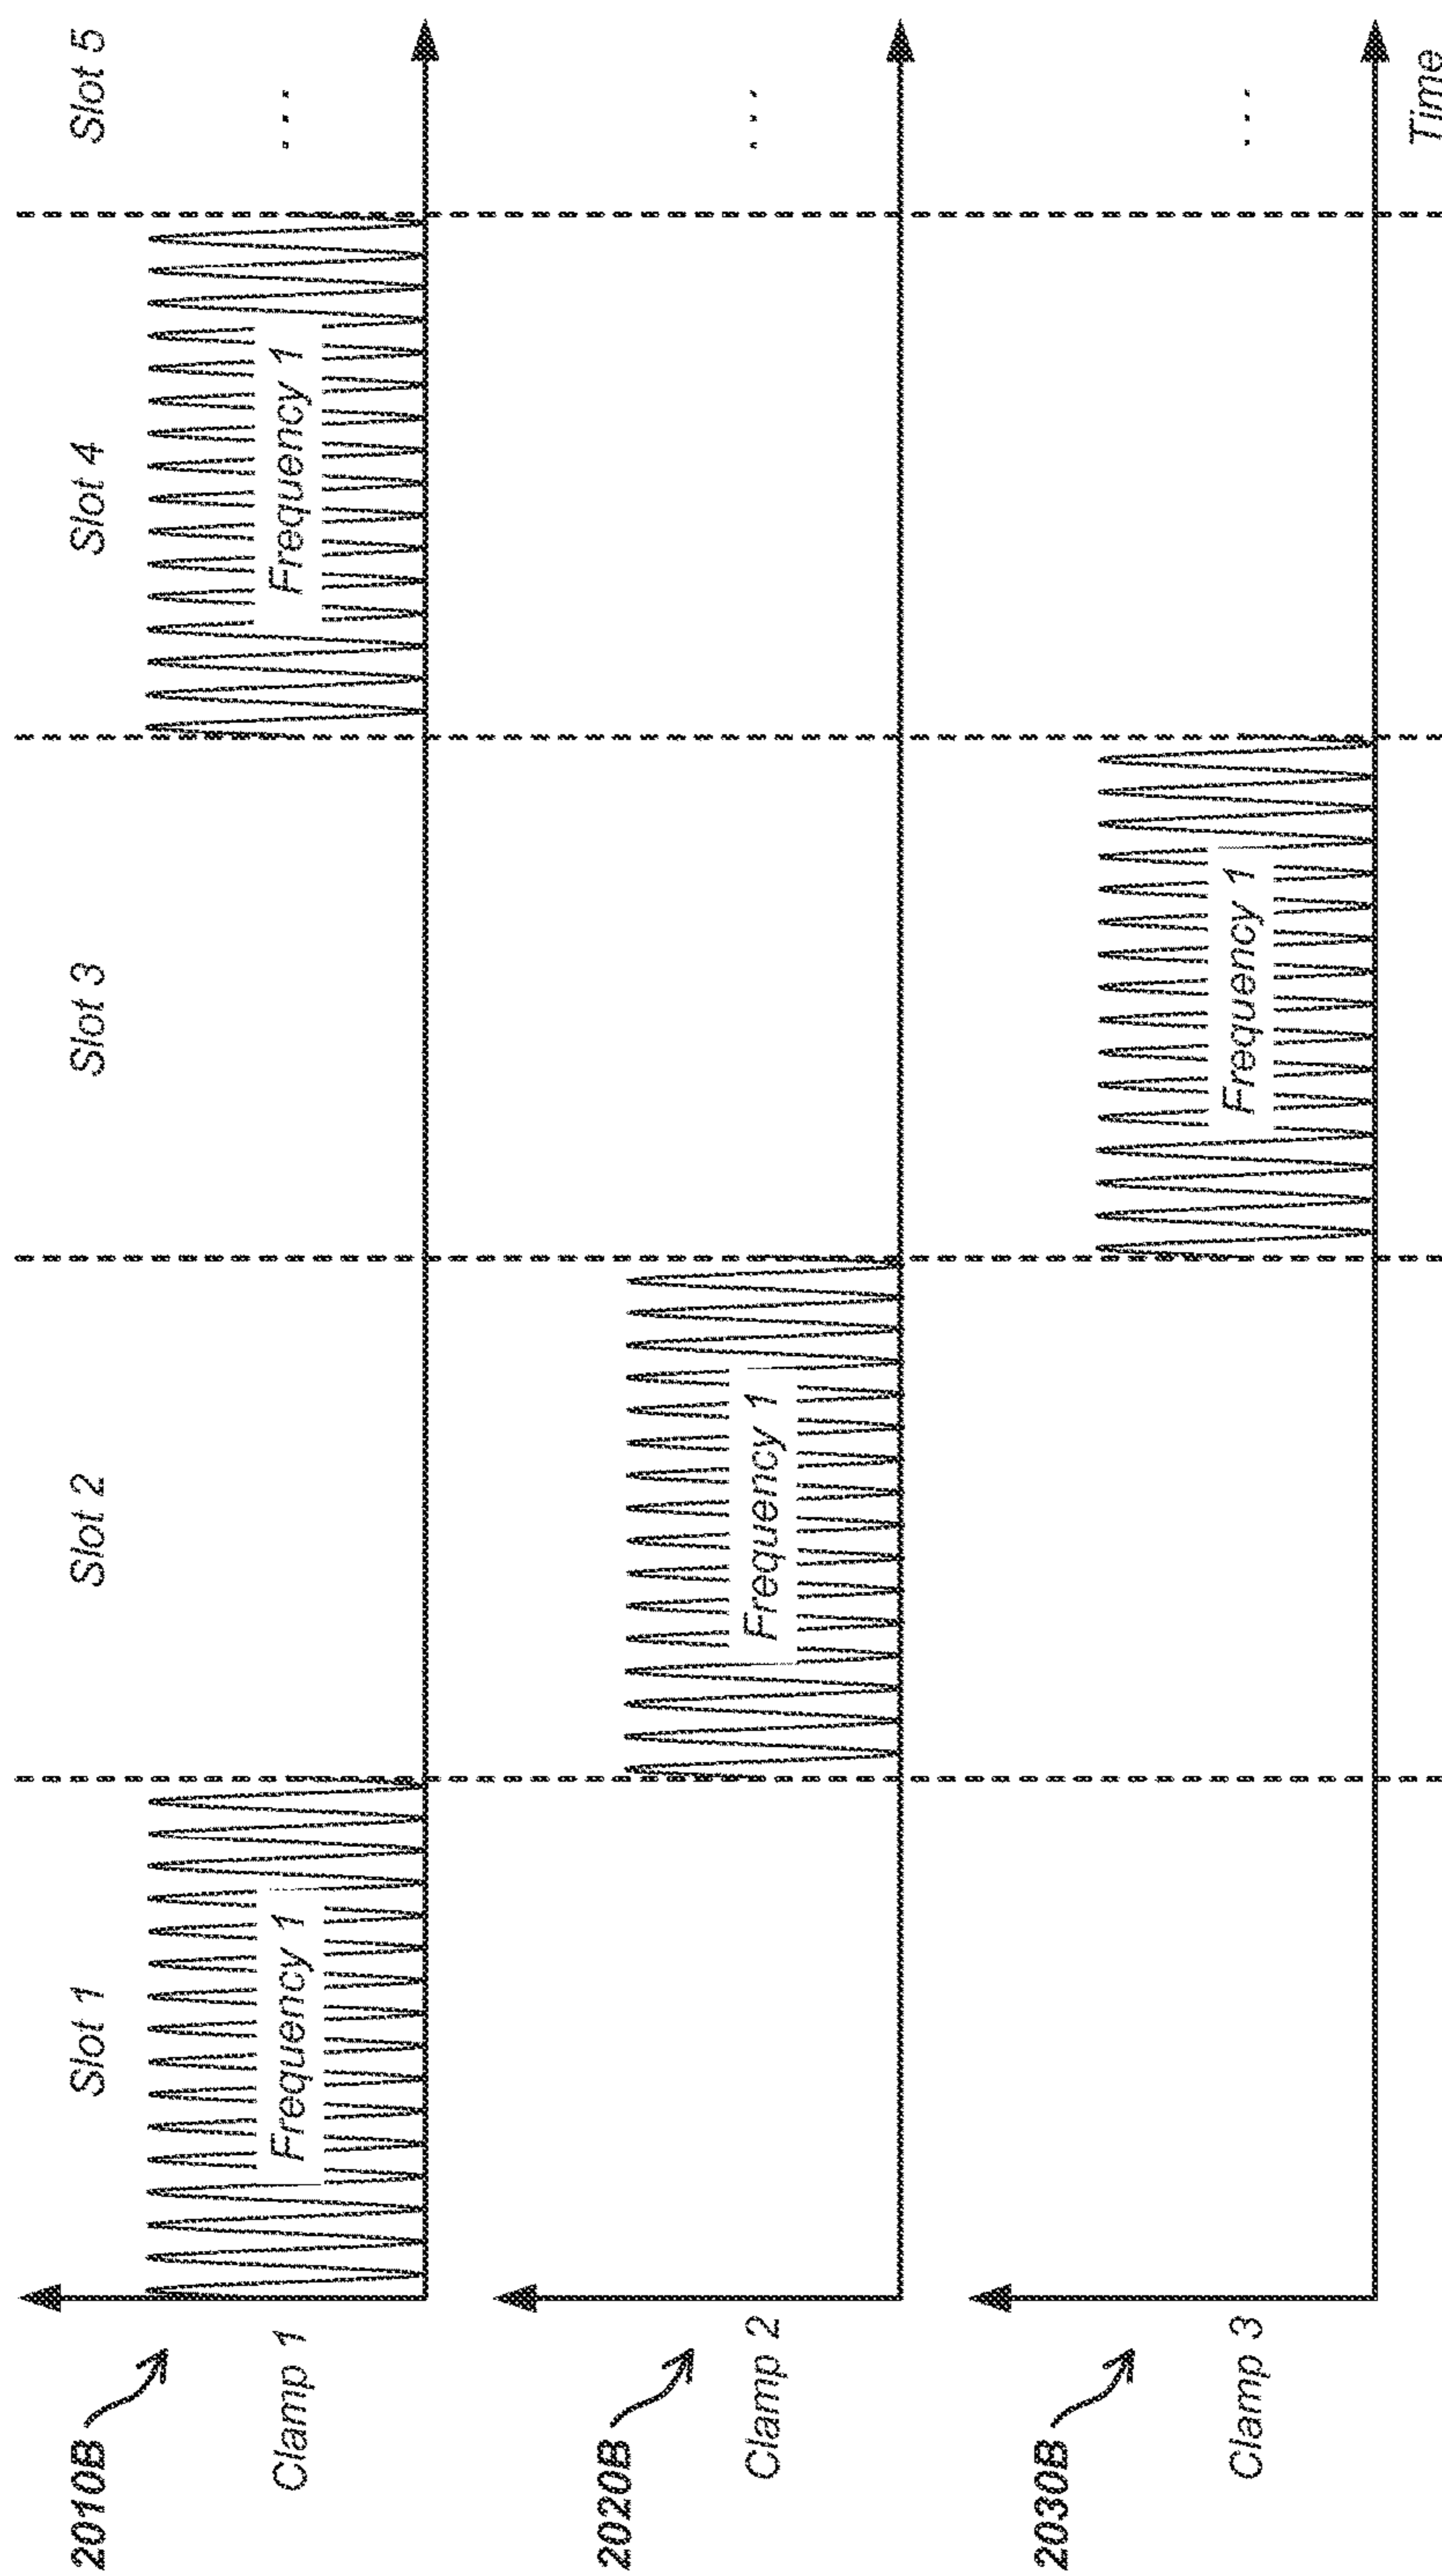 Slot 1
Slot 2
Slot 3
Slot 4
Slot 5
2010B
Clamp 1
Frequency 1
Frequency 1
...
2020B
Clamp 2
Frequency 1
...
2030B
Clamp 3
Frequency 1
...
Time